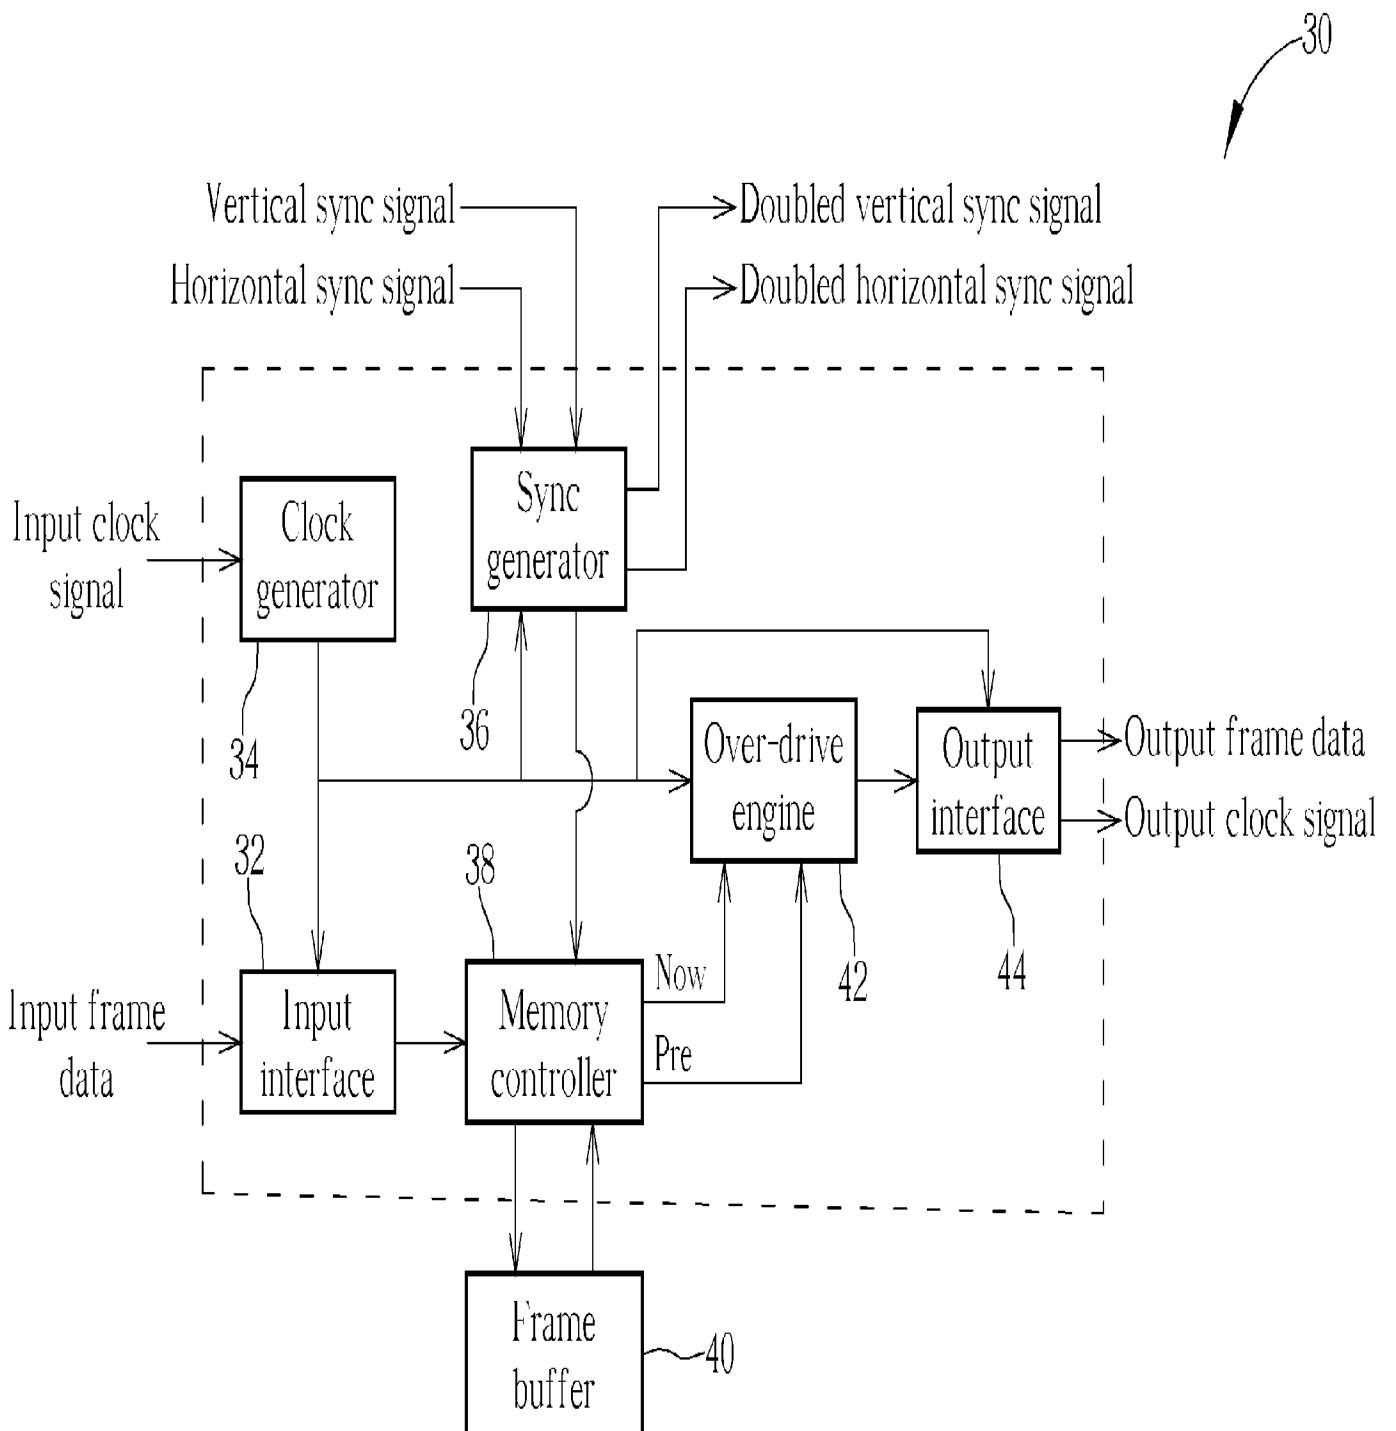 30
Vertical sync signal
Doubled vertical sync signal
Horizontal sync signal
Doubled horizontal sync signal
Input clock
signal
Clock
generator
34
Sync
generator
36
Over-drive
engine
42
Output
interface
44
Output frame data
Output clock signal
32
Input frame
data
Input
interface
38
Memory
controller
Now
Pre
Frame
buffer
40